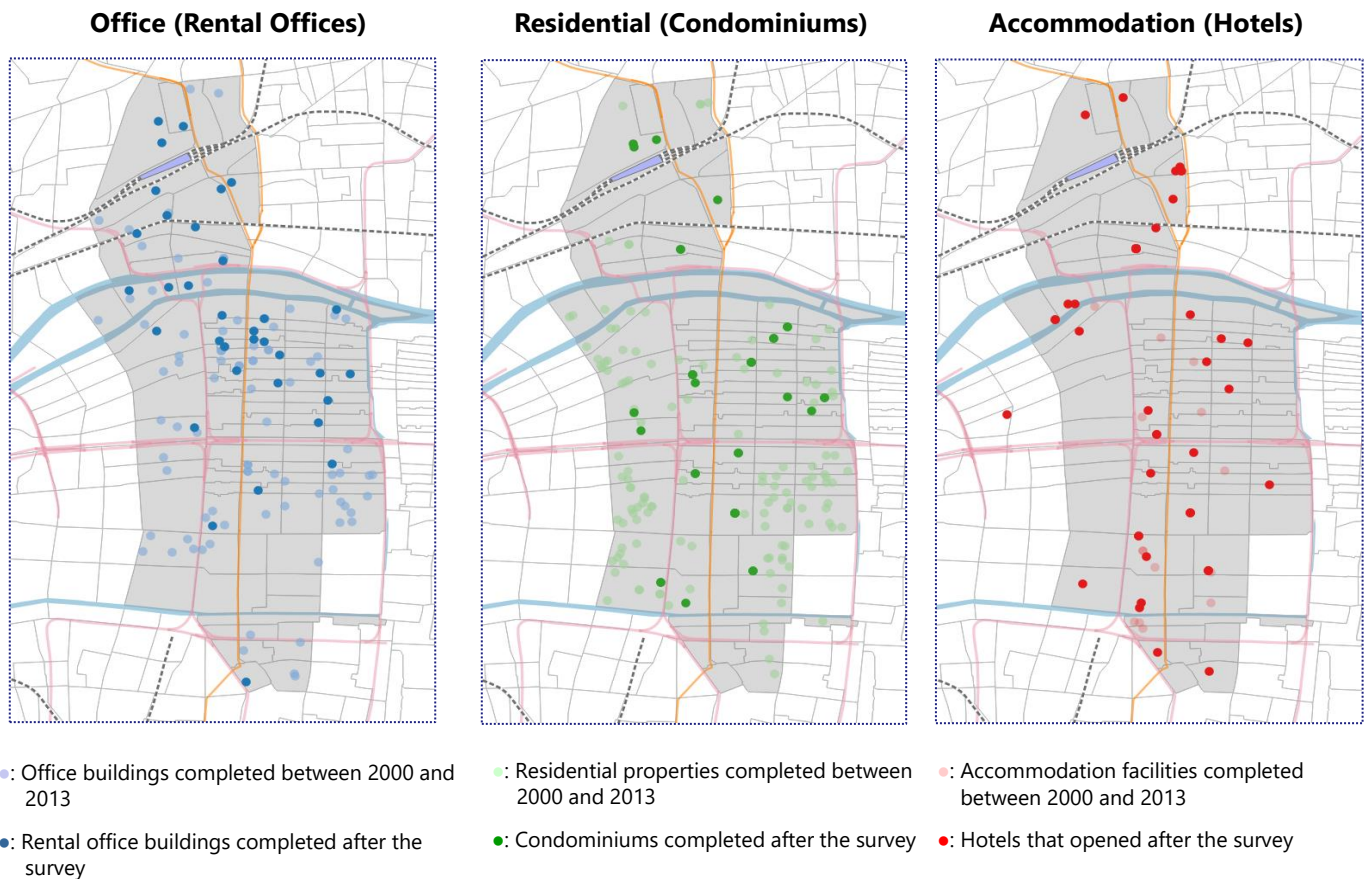 Office (Rental Offices)
Residential (Condominiums)
Accommodation (Hotels)
: Office buildings completed between 2000 and
2013
: Rental office buildings completed after the
survey
: Residential properties completed between
2000 and 2013
: Condominiums completed after the survey
: Accommodation facilities completed
between 2000 and 2013
: Hotels that opened after the survey